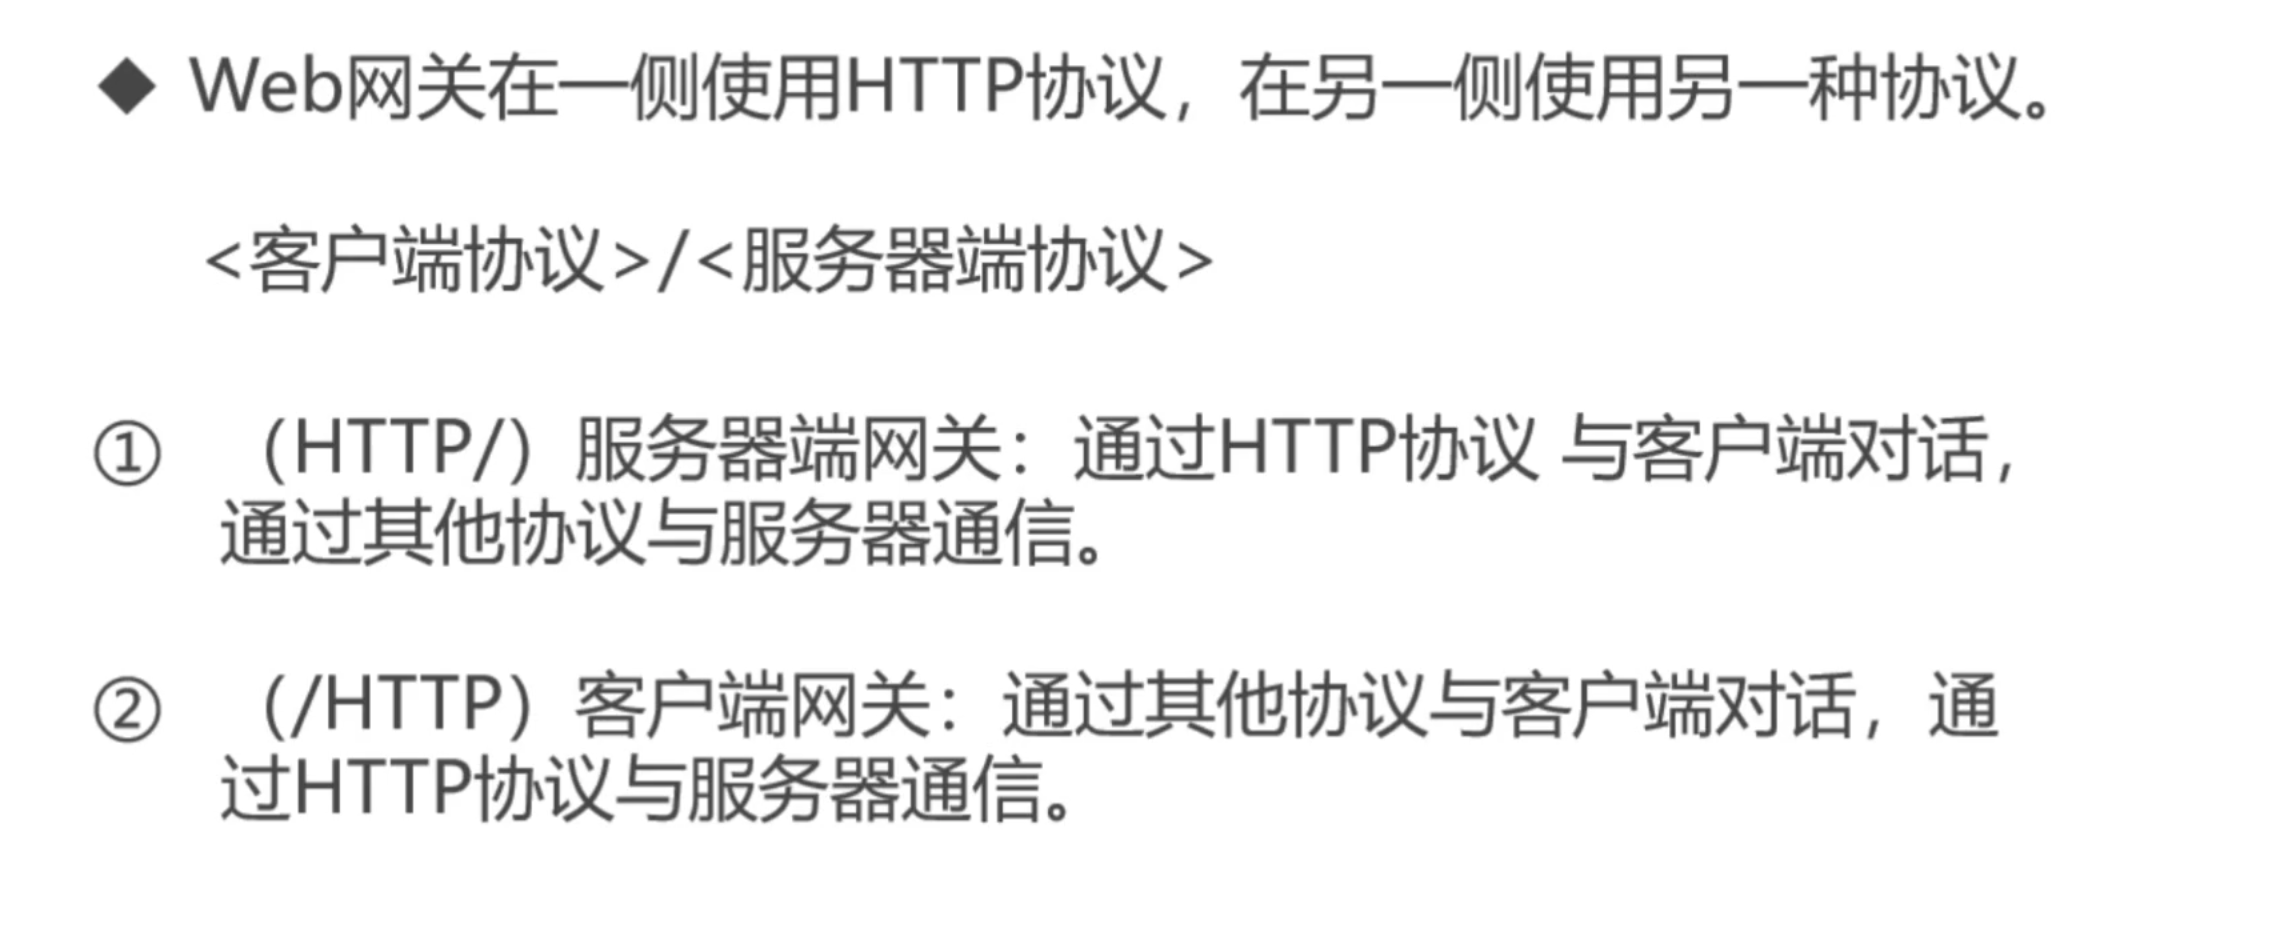 ◆ Web网关在一侧使用HTTP协议，在另一侧使用另一种协议。
<客户端协议>/<服务器端协议>
① （HTTP/）服务器端网关：通过HTTP协议 与客户端对话，
通过其他协议与服务器通信。
② （/HTTP）客户端网关：通过其他协议与客户端对话，通
过HTTP协议与服务器通信。